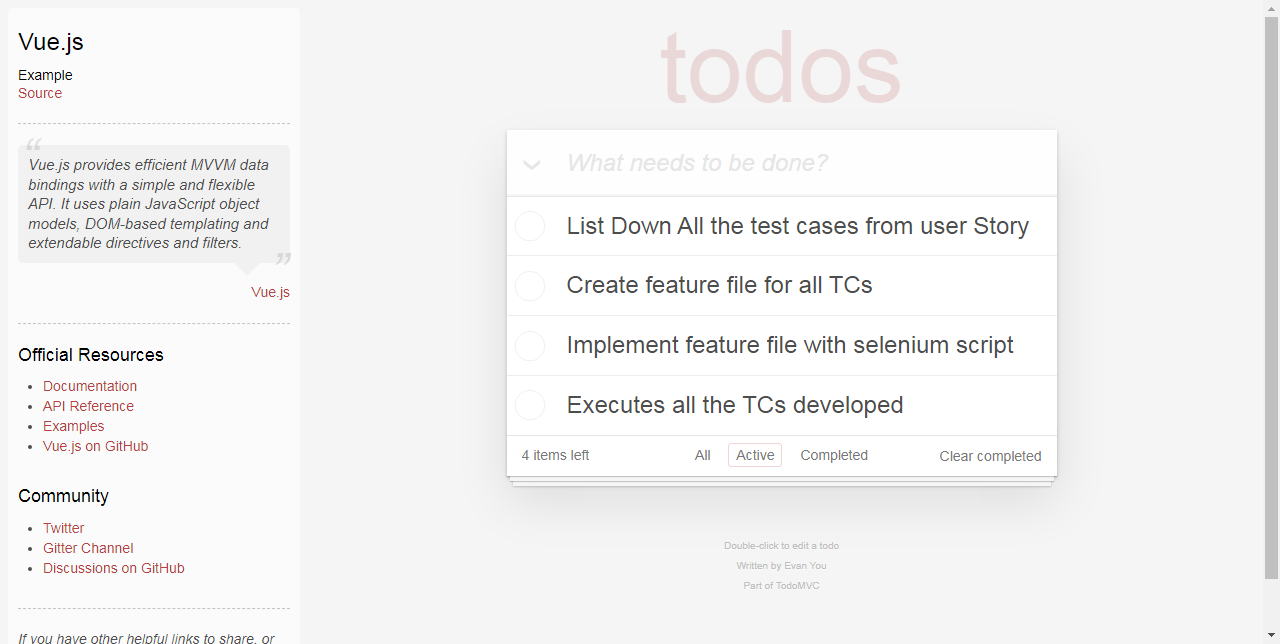 Vue.js
Example
Source
“
Vue.js provides efficient MVVM data
bindings with a simple and flexible
API. It uses plain JavaScript object
models, DOM-based templating and
extendable directives and filters.
”
Vue.js
Official Resources
Documentation
API Reference
Examples
Vue.js on GitHub
Community
Twitter
Gitter Channel
Discussions on GitHub
If you have other helpful links to share, or
todos
What needs to be done?
List Down All the test cases from user Story
Create feature file for all TCs
Implement feature file with selenium script
Executes all the TCs developed
4 items left All Active Completed Clear completed
Double-click to edit a todo
Written by Evan You
Part of TodoMVC